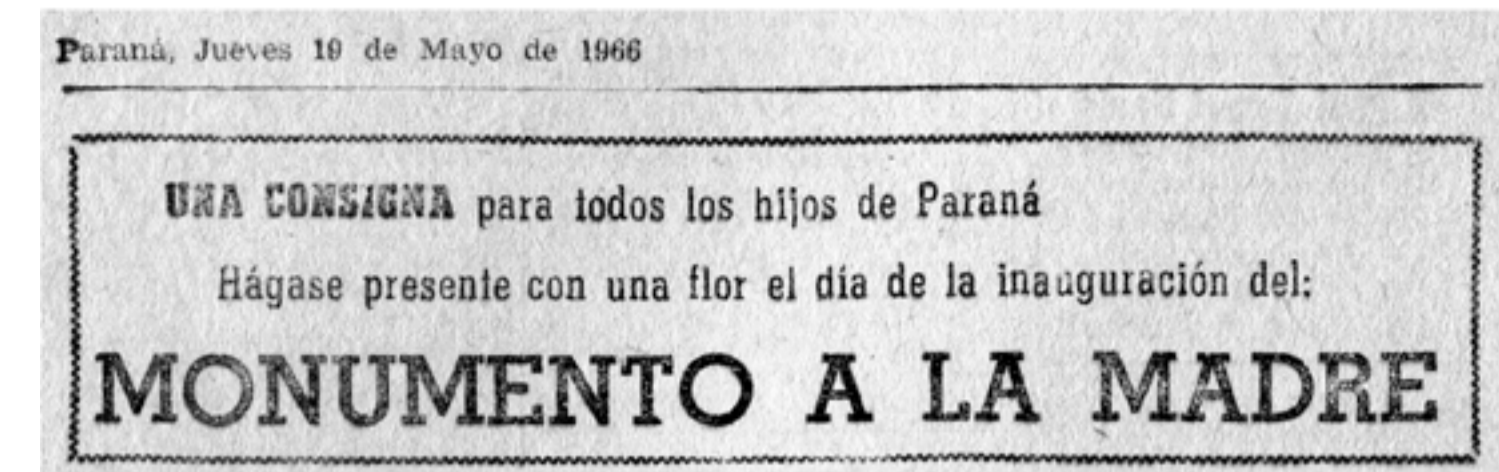 Paraná, Jueves 19 de Mayo de 1966
UNA CONSIGNA para todos los hijos de Paraná
Hágase presente con una flor el día de la inauguración del:
MONUMENTO A LA MADRE